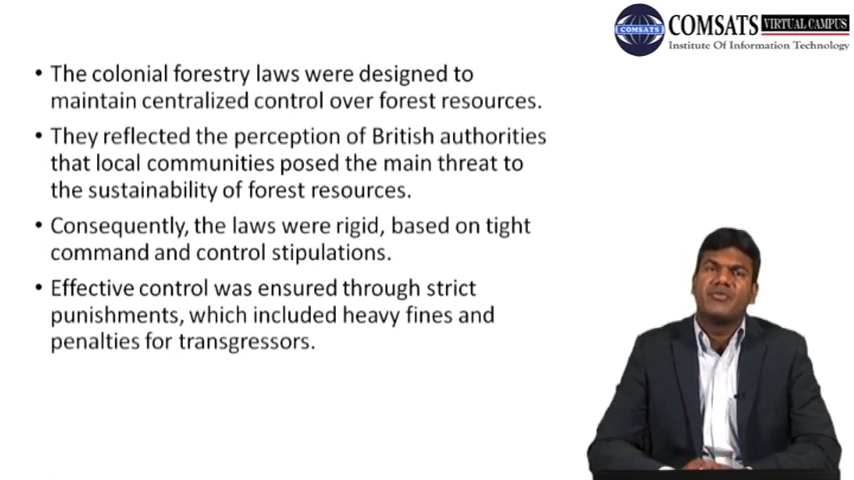 COMSATS VIRTUAL CAMPUS
COMSATS
Institute Of Information Technology
• The colonial forestry laws were designed to
maintain centralized control over forest resources.
• They reflected the perception of British authorities
that local communities posed the main threat to
the sustainability of forest resources.
• Consequently, the laws were rigid, based on tight
command and control stipulations.
• Effective control was ensured through strict
punishments, which included heavy fines and
penalties for transgressors.